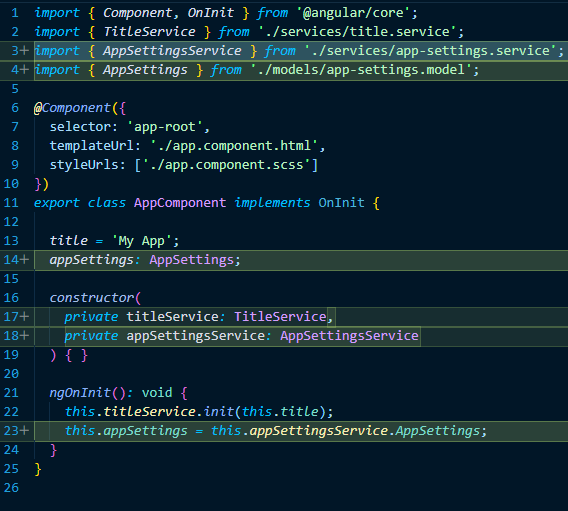 1 import { Component, OnInit } from '@angular/core';
2 import { TitleService } from './services/title.service';
3+ import { AppSettingsService } from './services/app-settings.service';
4+ import { AppSettings } from './models/app-settings.model';
5
6 @Component({
7 selector: 'app-root',
8 templateUrl: './app.component.html',
9 styleUrls: ['./app.component.scss']
10 })
11 export class AppComponent implements OnInit {
12
13 title = 'My App';
14+ appSettings: AppSettings;
15
16 constructor(
17+ private titleService: TitleService,
18+ private appSettingsService: AppSettingsService
19 ) { }
20
21 ngOnInit(): void {
22 this.titleService.init(this.title);
23+ this.appSettings = this.appSettingsService.AppSettings;
24 }
25 }
26